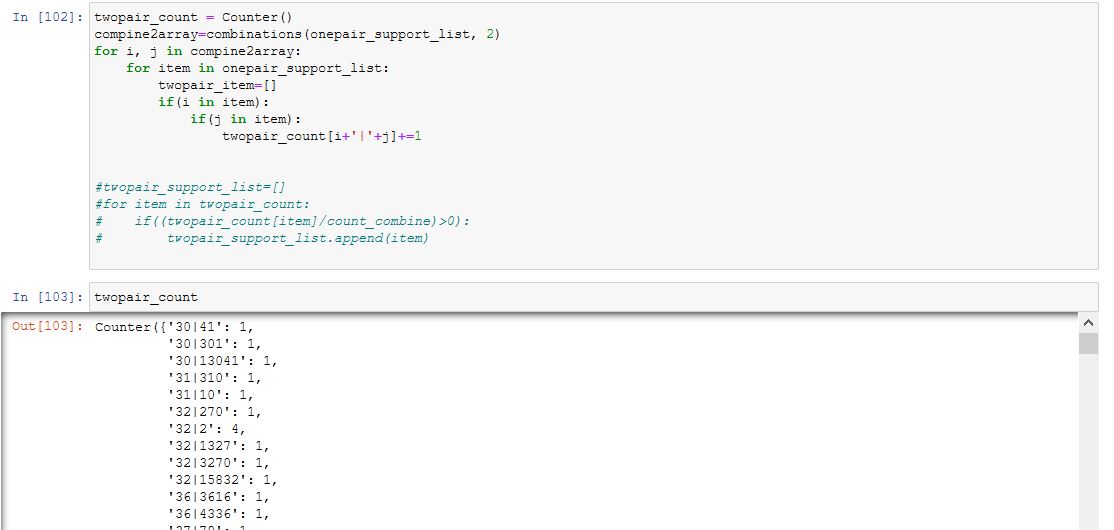 In [102]: twopair_count = Counter()
compine2array=combinations(onepair_support_list, 2)
for i, j in compine2array:
    for item in onepair_support_list:
        twopair_item=[]
        if(i in item):
            if(j in item):
                twopair_count[i+'|'+j]+=1
#twopair_support_list=[]
#for item in twopair_count:
#    if((twopair_count[item]/count_combine)>0):
#        twopair_support_list.append(item)
In [103]: twopair_count
Out[103]: Counter({'30|41': 1,
'30|301': 1,
'30|13041': 1,
'31|310': 1,
'31|10': 1,
'32|270': 1,
'32|2': 4,
'32|1327': 1,
'32|3270': 1,
'32|15832': 1,
'36|3616': 1,
'36|4336': 1,